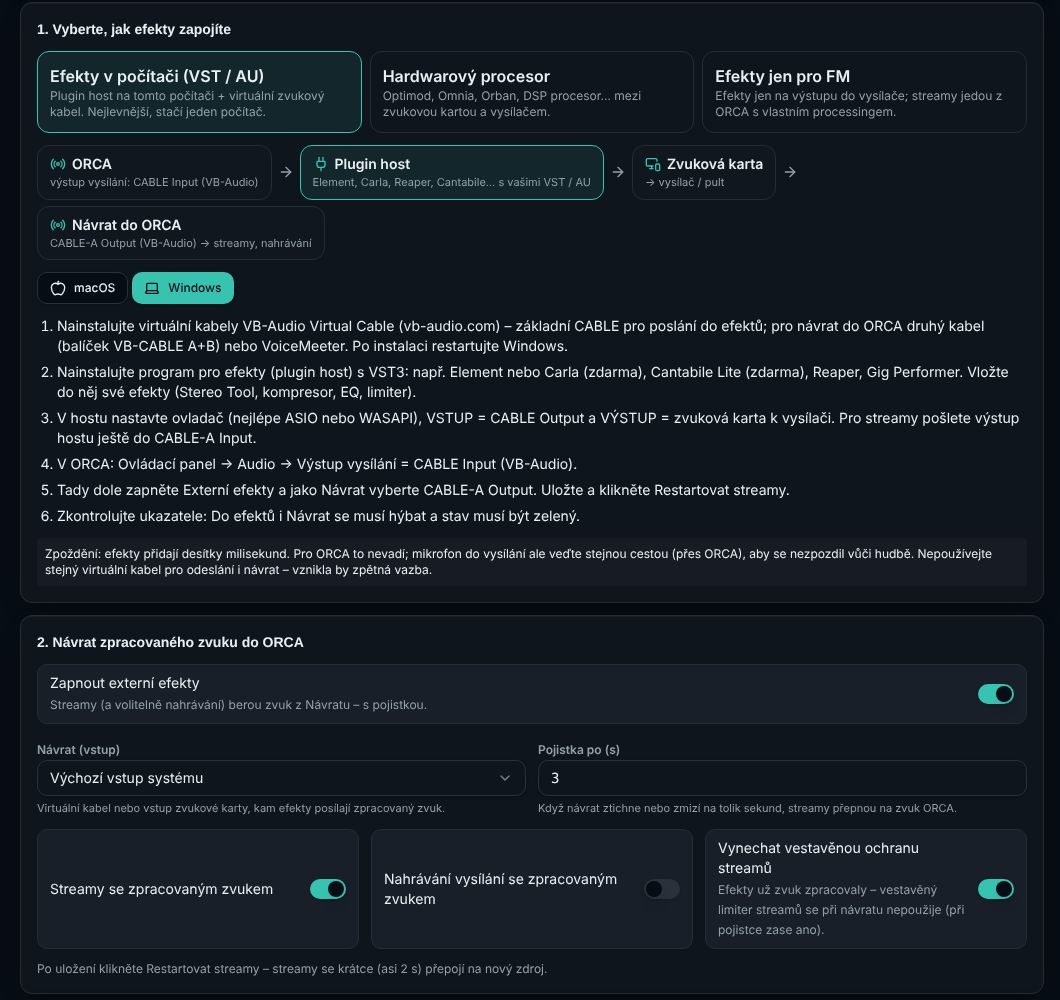 1. Vyberte, jak efekty zapojíte
Efekty v počítači (VST / AU)
Plugin host na tomto počítači + virtuální zvukový
kabel. Nejlevnější, stačí jeden počítač.
Hardwarový procesor
Optimod, Omnia, Orban, DSP procesor… mezi
zvukovou kartou a vysílačem.
Efekty jen pro FM
Efekty jen na výstupu do vysílače; streamy jedou z
ORCA s vlastním processingem.
ORCA
výstup vysílání: CABLE Input (VB-Audio)
→
Plugin host
Element, Carla, Reaper, Cantabile… s vašimi VST / AU
→
Zvuková karta
→ vysílač / pult
→
Návrat do ORCA
CABLE-A Output (VB-Audio) → streamy, nahrávání
macOS
Windows
1. Nainstalujte virtuální kabely VB-Audio Virtual Cable (vb-audio.com) – základní CABLE pro poslání do efektů; pro návrat do ORCA druhý kabel
(balíček VB-CABLE A+B) nebo VoiceMeeter. Po instalaci restartujte Windows.
2. Nainstalujte program pro efekty (plugin host) s VST3: např. Element nebo Carla (zdarma), Cantabile Lite (zdarma), Reaper, Gig Performer. Vložte
do něj své efekty (Stereo Tool, kompresor, EQ, limiter).
3. V hostu nastavte ovladač (nejlépe ASIO nebo WASAPI), VSTUP = CABLE Output a VÝSTUP = zvuková karta k vysílači. Pro streamy pošlete výstup
hostu ještě do CABLE-A Input.
4. V ORCA: Ovládací panel → Audio → Výstup vysílání = CABLE Input (VB-Audio).
5. Tady dole zapněte Externí efekty a jako Návrat vyberte CABLE-A Output. Uložte a klikněte Restartovat streamy.
6. Zkontrolujte ukazatele: Do efektů i Návrat se musí hýbat a stav musí být zelený.
Zpoždění: efekty přidají desítky milisekund. Pro ORCA to nevadí; mikrofon do vysílání ale veďte stejnou cestou (přes ORCA), aby se nezpozdil vůči hudbě. Nepoužívejte
stejný virtuální kabel pro odeslání i návrat – vznikla by zpětná vazba.
2. Návrat zpracovaného zvuku do ORCA
Zapnout externí efekty
Streamy (a volitelně nahrávání) berou zvuk z Návratu – s pojistkou.
Návrat (vstup)
Výchozí vstup systému
Virtuální kabel nebo vstup zvukové karty, kam efekty posílají zpracovaný zvuk.
Pojistka po (s)
3
Když návrat ztichne nebo zmizí na tolik sekund, streamy přepnou na zvuk ORCA.
Streamy se zpracovaným zvukem
Nahrávání vysílání se zpracovaným
zvukem
Vynechat vestavěnou ochranu
streamů
Efekty už zvuk zpracovaly – vestavěný
limiter streamů se při návratu nepoužije (při
pojistce zase ano).
Po uložení klikněte Restartovat streamy – streamy se krátce (asi 2 s) přepojí na nový zdroj.